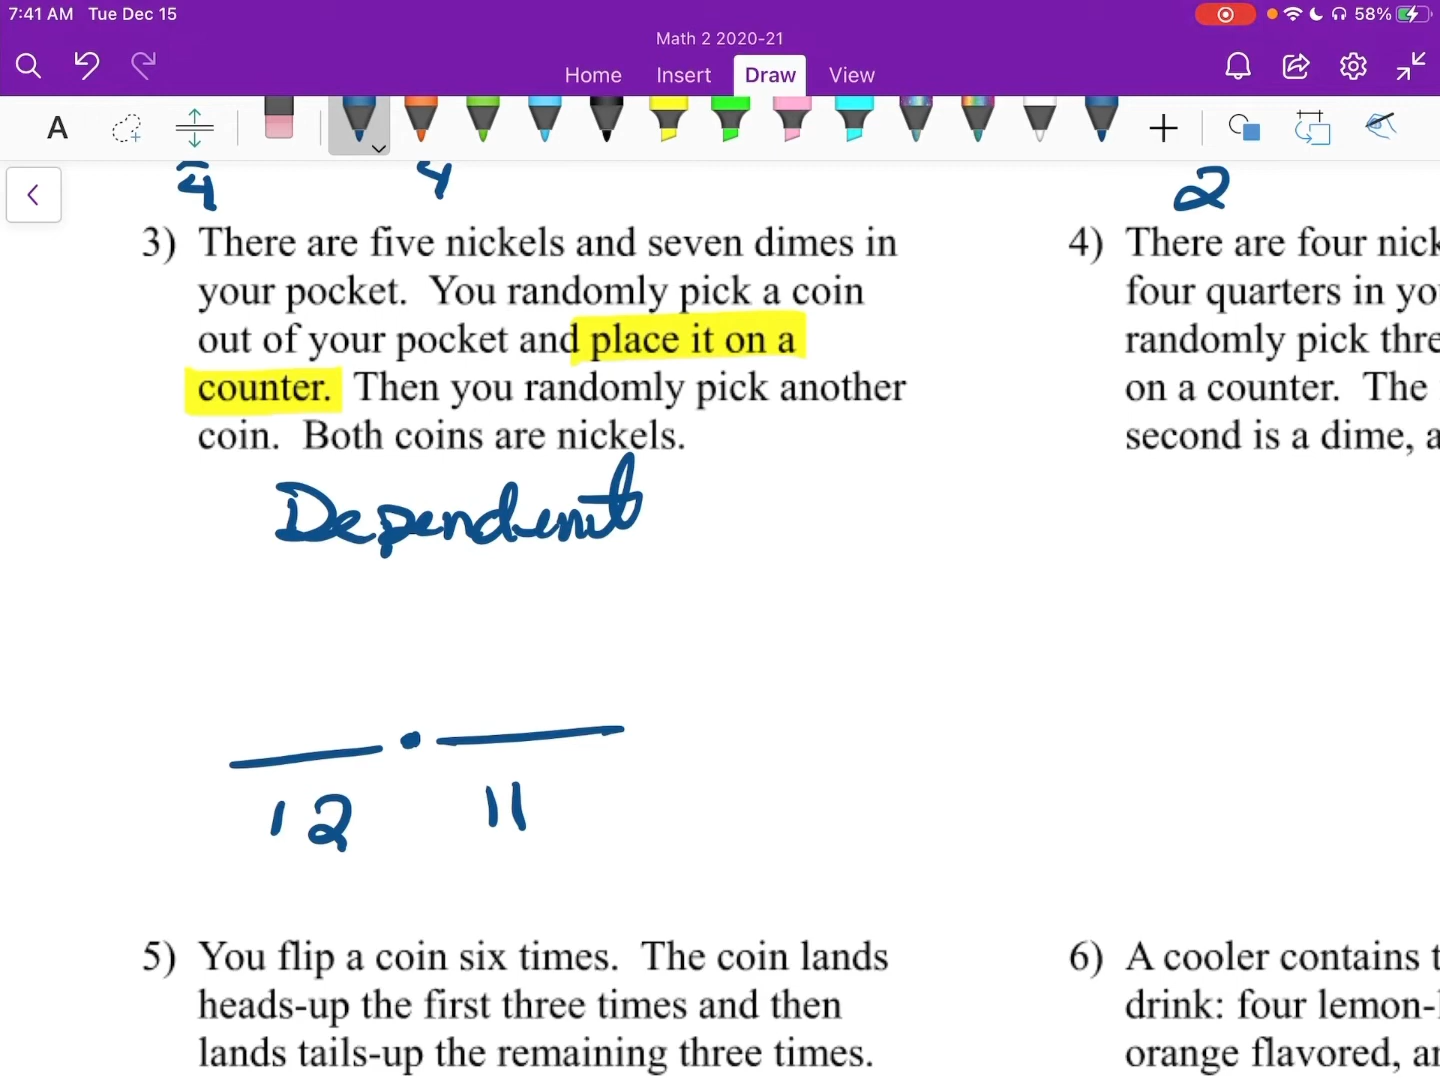 7:41 AM Tue Dec 15
58%
Math 2 2020-21
Home Insert Draw View
A
4 4 2
3) There are five nickels and seven dimes in
your pocket. You randomly pick a coin
out of your pocket and place it on a
counter. Then you randomly pick another
coin. Both coins are nickels.
Dependent
12 11
4) There are four nick
four quarters in yo
randomly pick thre
on a counter. The
second is a dime, a
5) You flip a coin six times. The coin lands
heads-up the first three times and then
lands tails-up the remaining three times.
6) A cooler contains t
drink: four lemon-l
orange flavored, an